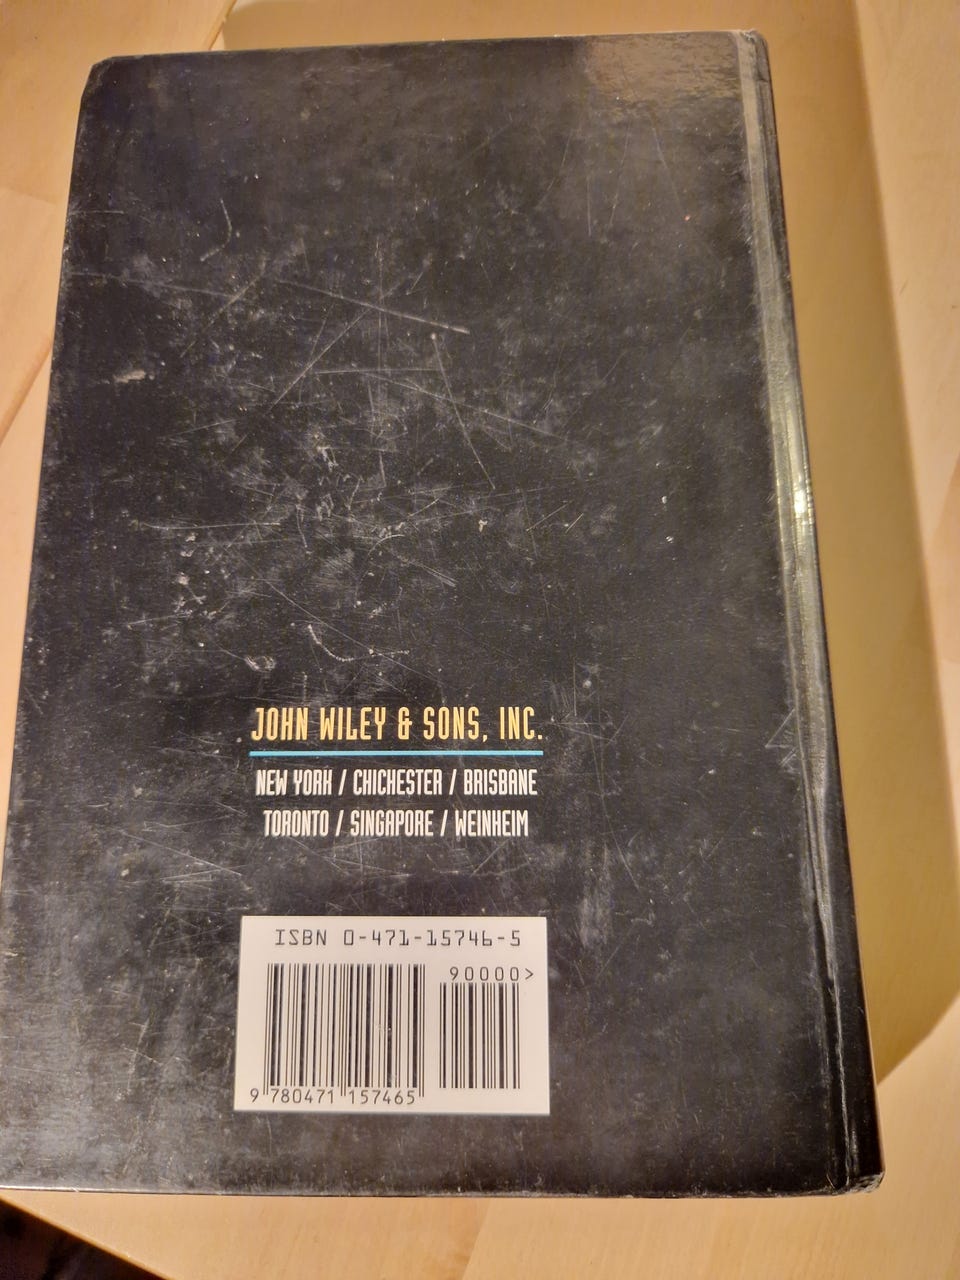 JOHN WILEY & SONS, INC.
NEW YORK / CHICHESTER / BRISBANE
TORONTO / SINGAPORE / WEINHEIM
ISBN 0-471-15746-5
90000>
9 780471 157465